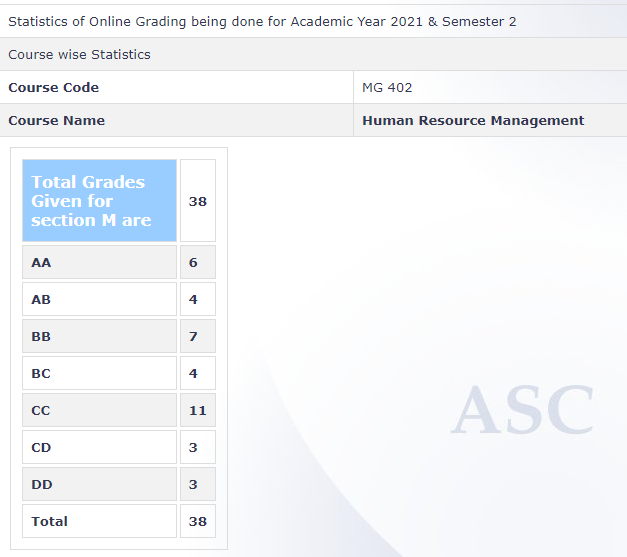 Statistics of Online Grading being done for Academic Year 2021 & Semester 2
Course wise Statistics
Course Code MG 402
Course Name Human Resource Management
Total Grades
Given for
section M are 38
AA 6
AB 4
BB 7
BC 4
CC 11
CD 3
DD 3
Total 38
ASC